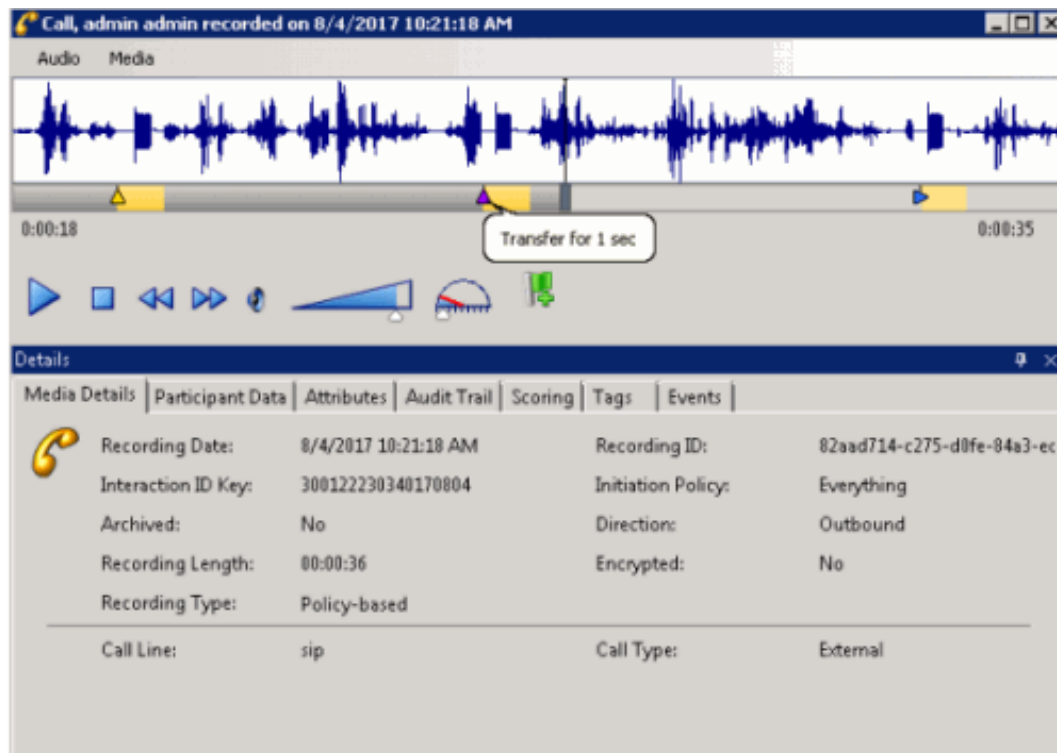 Call, admin admin recorded on 8/4/2017 10:21:18 AM
Audio Media
Transfer for 1 sec
0:00:18 0:00:35
Details
Media Details Participant Data Attributes Audit Trail Scoring Tags Events
Recording Date: 8/4/2017 10:21:18 AM Recording ID: 82aad714-c275-d0fe-84a3-ec
Interaction ID Key: 300122230340170804 Initiation Policy: Everything
Archived: No Direction: Outbound
Recording Length: 00:00:36 Encrypted: No
Recording Type: Policy-based
Call Line: sip Call Type: External